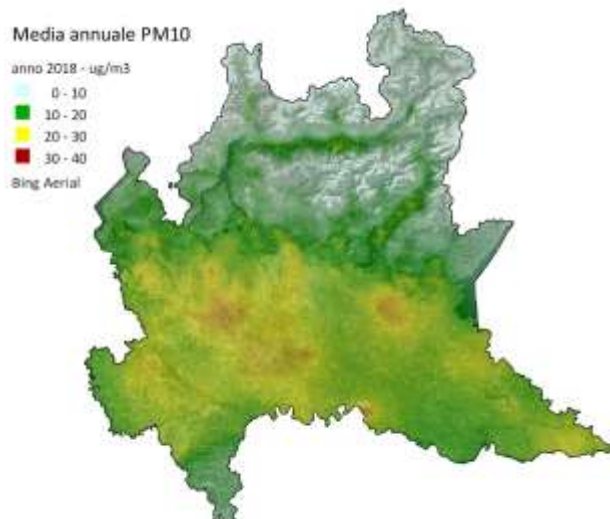 Media annuale PM10
anno 2018 - ug/m3
0 - 10
10 - 20
20 - 30
30 - 40
Bing Aerial